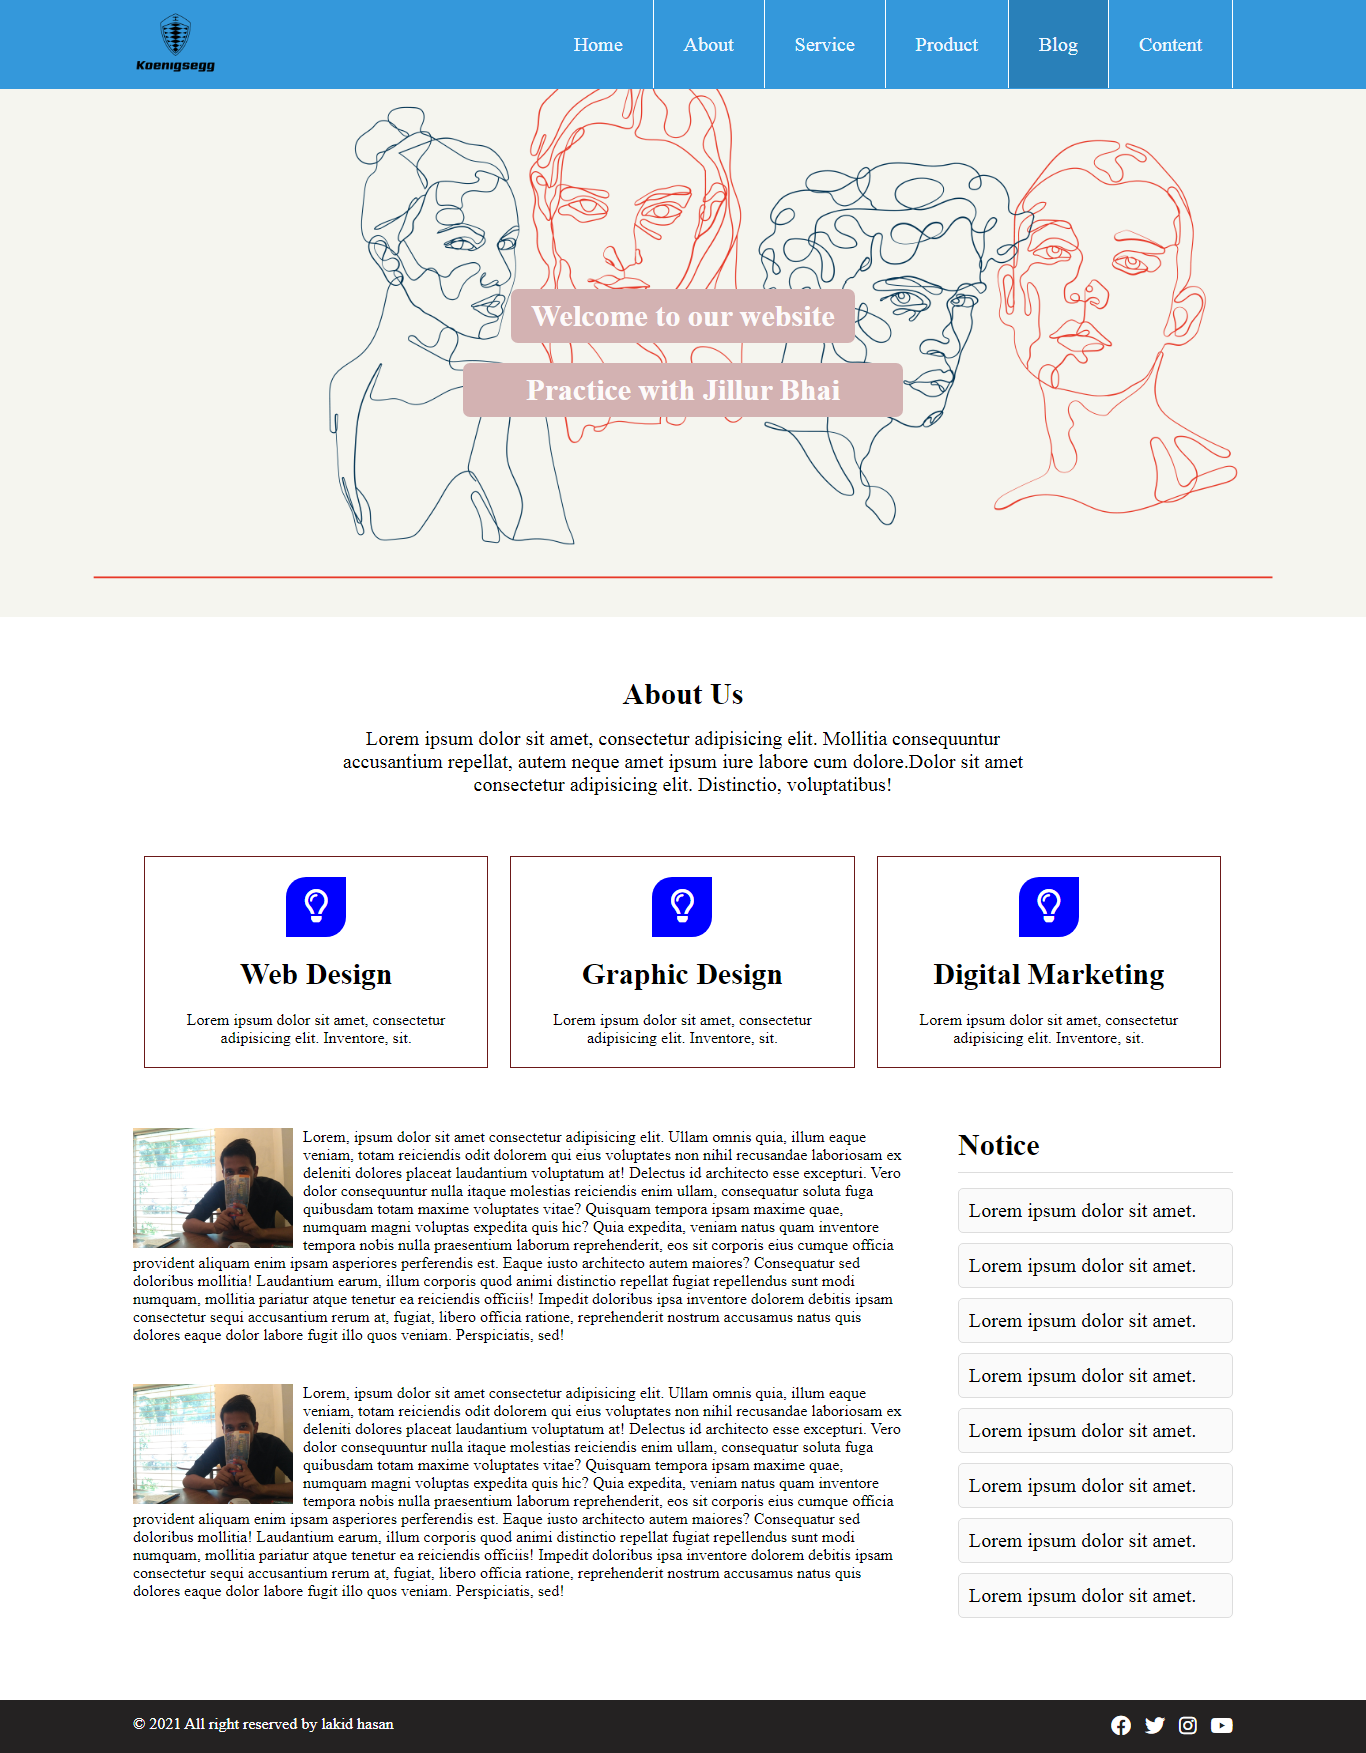 Koenigsegg
Home About Service Product Blog Content
Welcome to our website
Practice with Jillur Bhai
About Us
Lorem ipsum dolor sit amet, consectetur adipisicing elit. Mollitia consequuntur
accusantium repellat, autem neque amet ipsum iure labore cum dolore.Dolor sit amet
consectetur adipisicing elit. Distinctio, voluptatibus!
Web Design
Lorem ipsum dolor sit amet, consectetur
adipisicing elit. Inventore, sit.
Graphic Design
Lorem ipsum dolor sit amet, consectetur
adipisicing elit. Inventore, sit.
Digital Marketing
Lorem ipsum dolor sit amet, consectetur
adipisicing elit. Inventore, sit.
Lorem, ipsum dolor sit amet consectetur adipisicing elit. Ullam omnis quia, illum eaque
veniam, totam reiciendis odit dolorem qui eius voluptates non nihil recusandae laboriosam ex
deleniti dolores placeat laudantium voluptatum at! Delectus id architecto esse excepturi. Vero
dolor consequuntur nulla itaque molestias reiciendis enim ullam, consequatur soluta fuga
quibusdam totam maxime voluptates vitae? Quisquam tempora ipsam maxime quae,
numquam magni voluptas expedita quis hic? Quia expedita, veniam natus quam inventore
tempora nobis nulla praesentium laborum reprehenderit, eos sit corporis eius cumque officia
provident aliquam enim ipsam asperiores perferendis est. Eaque iusto architecto autem maiores? Consequatur sed
doloribus mollitia! Laudantium earum, illum corporis quod animi distinctio repellat fugiat repellendus sunt modi
numquam, mollitia pariatur atque tenetur ea reiciendis officiis! Impedit doloribus ipsa inventore dolorem debitis ipsam
consectetur sequi accusantium rerum at, fugiat, libero officia ratione, reprehenderit nostrum accusamus natus quis
dolores eaque dolor labore fugit illo quos veniam. Perspiciatis, sed!
Lorem, ipsum dolor sit amet consectetur adipisicing elit. Ullam omnis quia, illum eaque
veniam, totam reiciendis odit dolorem qui eius voluptates non nihil recusandae laboriosam ex
deleniti dolores placeat laudantium voluptatum at! Delectus id architecto esse excepturi. Vero
dolor consequuntur nulla itaque molestias reiciendis enim ullam, consequatur soluta fuga
quibusdam totam maxime voluptates vitae? Quisquam tempora ipsam maxime quae,
numquam magni voluptas expedita quis hic? Quia expedita, veniam natus quam inventore
tempora nobis nulla praesentium laborum reprehenderit, eos sit corporis eius cumque officia
provident aliquam enim ipsam asperiores perferendis est. Eaque iusto architecto autem maiores? Consequatur sed
doloribus mollitia! Laudantium earum, illum corporis quod animi distinctio repellat fugiat repellendus sunt modi
numquam, mollitia pariatur atque tenetur ea reiciendis officiis! Impedit doloribus ipsa inventore dolorem debitis ipsam
consectetur sequi accusantium rerum at, fugiat, libero officia ratione, reprehenderit nostrum accusamus natus quis
dolores eaque dolor labore fugit illo quos veniam. Perspiciatis, sed!
Notice
Lorem ipsum dolor sit amet.
Lorem ipsum dolor sit amet.
Lorem ipsum dolor sit amet.
Lorem ipsum dolor sit amet.
Lorem ipsum dolor sit amet.
Lorem ipsum dolor sit amet.
Lorem ipsum dolor sit amet.
Lorem ipsum dolor sit amet.
© 2021 All right reserved by lakid hasan